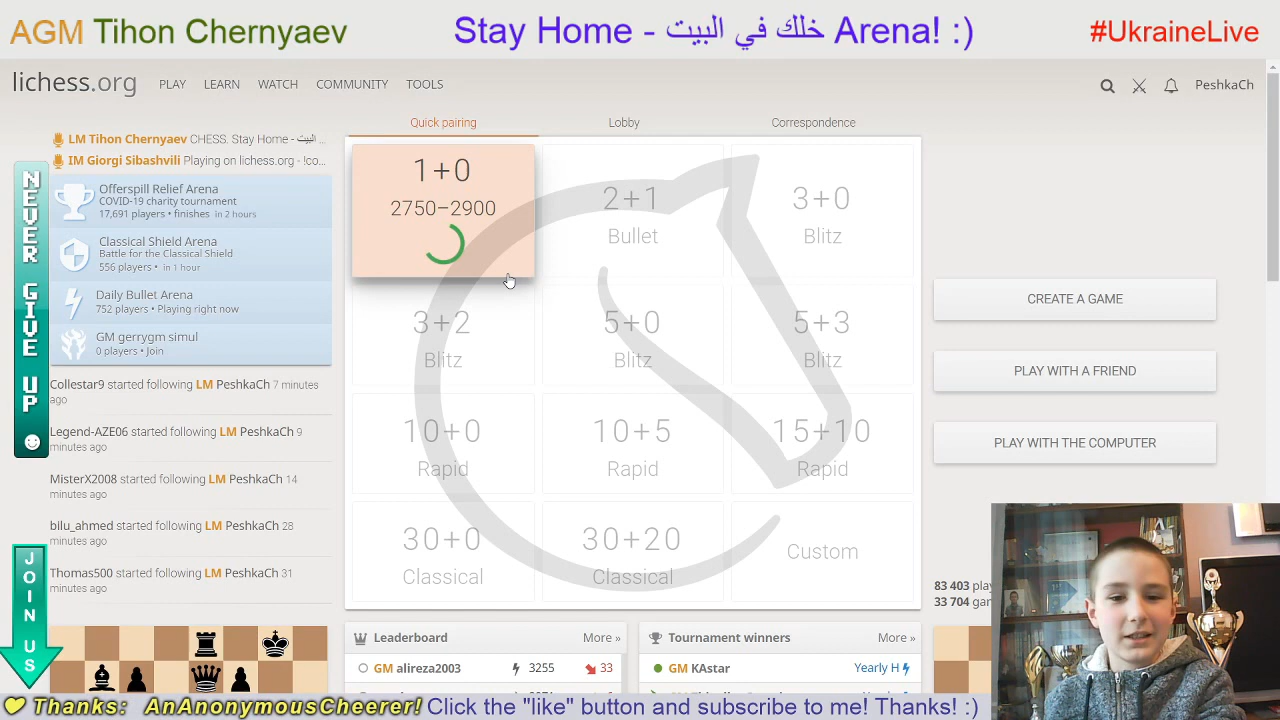 AGM Tihon Chernyaev
Stay Home - خلك في البيت Arena! :)
#UkraineLive
lichess.org
PLAY
LEARN
WATCH
COMMUNITY
TOOLS
PeshkaCh
LM Tihon Chernyaev CHESS. Stay Home - البيت ...
IM Giorgi Sibashvili Playing on lichess.org - !co...
NEVER GIVE UP
Offerspill Relief Arena
COVID-19 charity tournament
17,691 players • finishes in 2 hours
Classical Shield Arena
Battle for the Classical Shield
556 players • in 1 hour
Daily Bullet Arena
752 players • Playing right now
GM gerrygm simul
0 players • Join
Collestar9 started following LM PeshkaCh 7 minutes
ago
Legend-AZE06 started following LM PeshkaCh 9
minutes ago
MisterX2008 started following LM PeshkaCh 14
minutes ago
bilu_ahmed started following LM PeshkaCh 28
minutes ago
Thomas500 started following LM PeshkaCh 31
minutes ago
JOIN US
Quick pairing
Lobby
Correspondence
1+0
2750–2900
2+1
Bullet
3+0
Blitz
3+2
Blitz
5+0
Blitz
5+3
Blitz
10+0
Rapid
10+5
Rapid
15+10
Rapid
30+0
Classical
30+20
Classical
Custom
CREATE A GAME
PLAY WITH A FRIEND
PLAY WITH THE COMPUTER
83 403 play
33 704 gam
Leaderboard
More »
GM alireza2003
3255
33
Tournament winners
More »
GM KAstar
Yearly H
Thanks: AnAnonymousCheerer!
Click the "like" button and subscribe to me! Thanks! :)